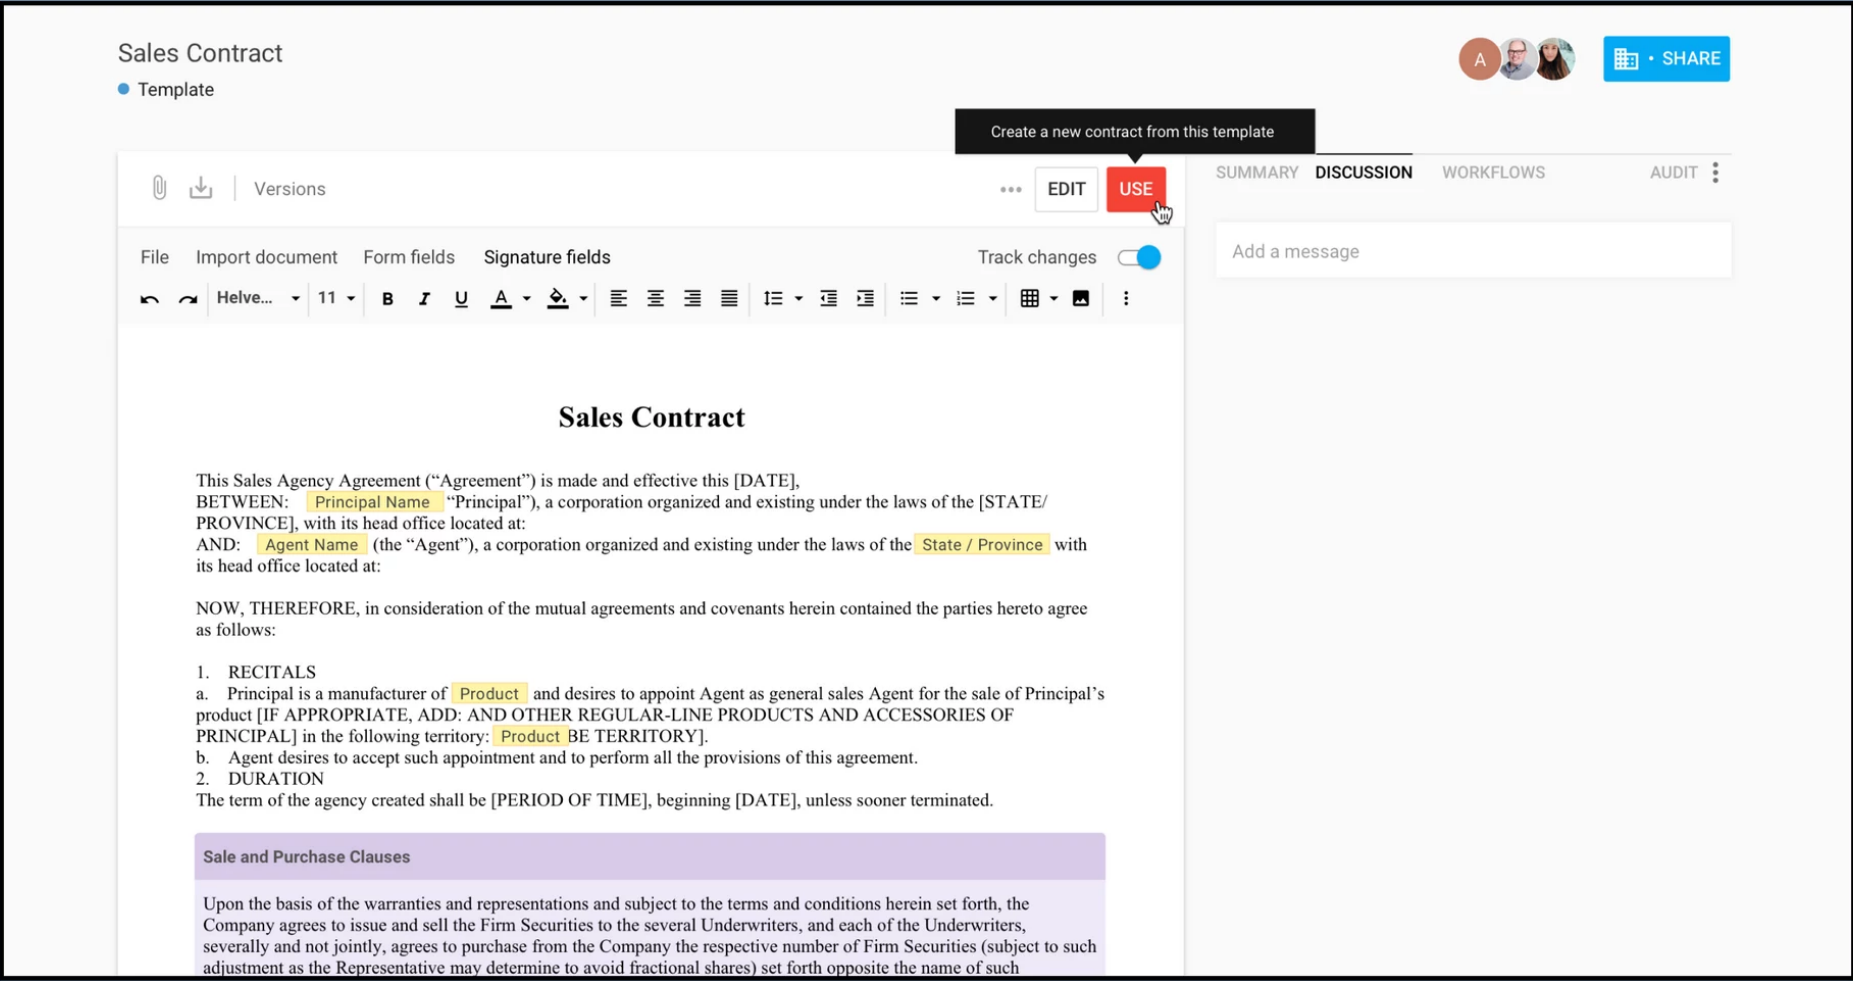 Sales Contract
Template
A
SHARE
Create a new contract from this template
Versions
EDIT
USE
SUMMARY
DISCUSSION
WORKFLOWS
AUDIT
Add a message
File
Import document
Form fields
Signature fields
Track changes
Helve...
11
B
I
U
A
Sales Contract
This Sales Agency Agreement (“Agreement”) is made and effective this [DATE],
BETWEEN: Principal Name “Principal”), a corporation organized and existing under the laws of the [STATE/
PROVINCE], with its head office located at:
AND: Agent Name (the “Agent”), a corporation organized and existing under the laws of the State / Province with
its head office located at:
NOW, THEREFORE, in consideration of the mutual agreements and covenants herein contained the parties hereto agree
as follows:
1. RECITALS
a. Principal is a manufacturer of Product and desires to appoint Agent as general sales Agent for the sale of Principal’s
product [IF APPROPRIATE, ADD: AND OTHER REGULAR-LINE PRODUCTS AND ACCESSORIES OF
PRINCIPAL] in the following territory: Product BE TERRITORY].
b. Agent desires to accept such appointment and to perform all the provisions of this agreement.
2. DURATION
The term of the agency created shall be [PERIOD OF TIME], beginning [DATE], unless sooner terminated.
Sale and Purchase Clauses
Upon the basis of the warranties and representations and subject to the terms and conditions herein set forth, the
Company agrees to issue and sell the Firm Securities to the several Underwriters, and each of the Underwriters,
severally and not jointly, agrees to purchase from the Company the respective number of Firm Securities (subject to such
adjustment as the Representative may determine to avoid fractional shares) set forth opposite the name of such